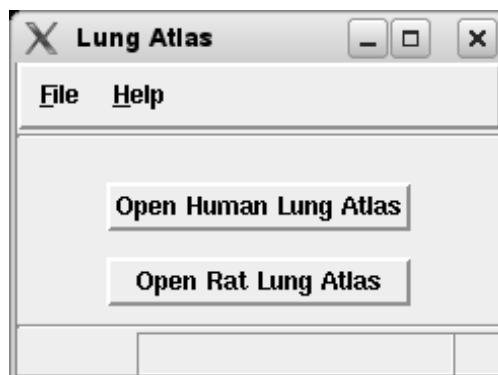 Lung Atlas
File Help
Open Human Lung Atlas
Open Rat Lung Atlas